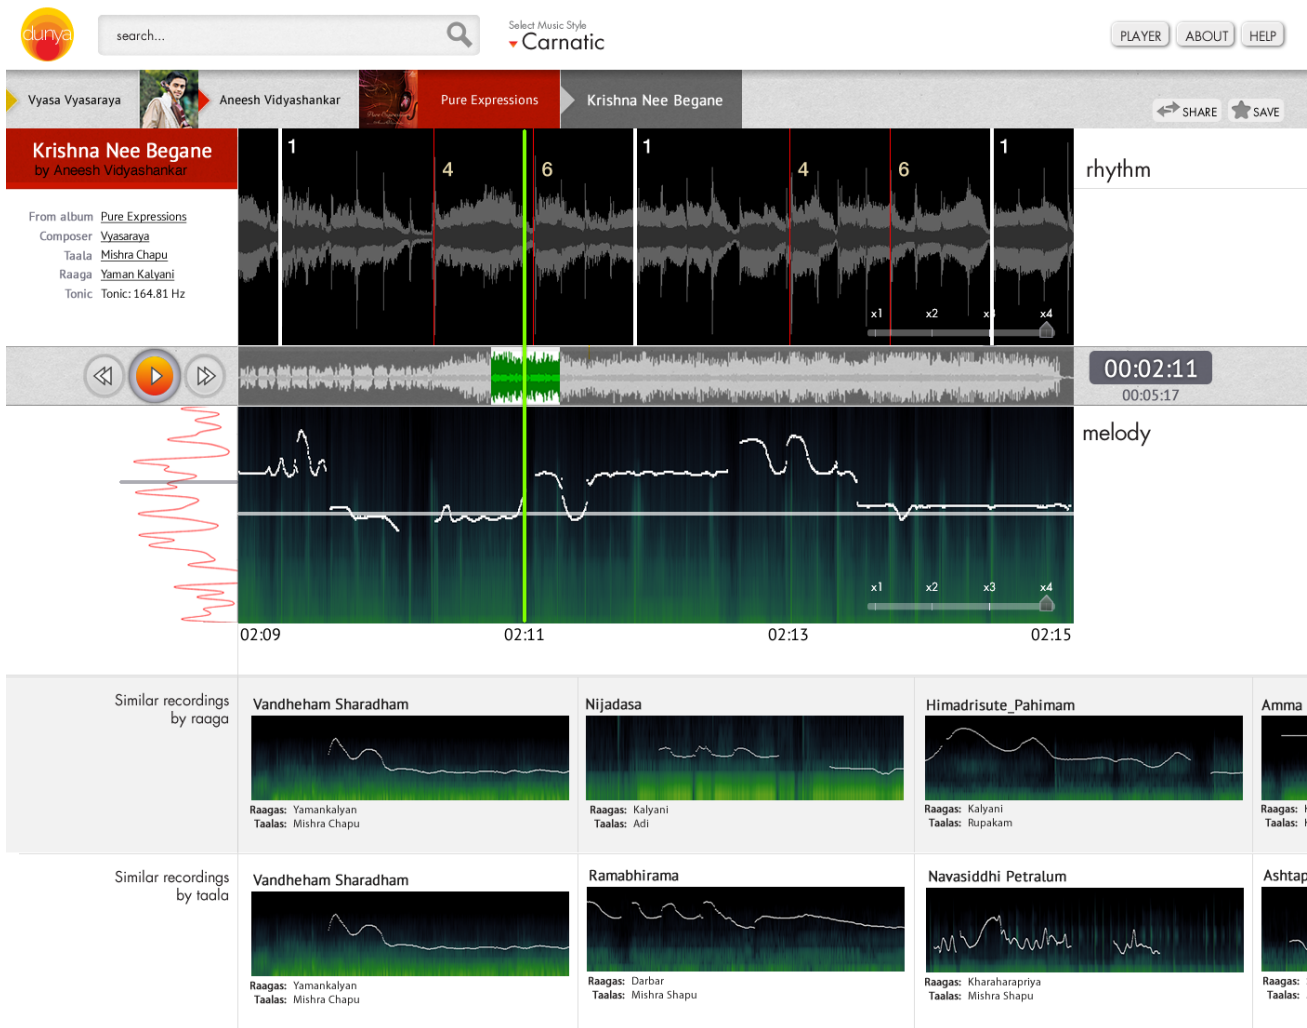 dunya
search...
Select Music Style
Carnatic
PLAYER
ABOUT
HELP
Vyasa Vyasaraya
Aneesh Vidyashankar
Pure Expressions
Krishna Nee Begane
SHARE
SAVE
Krishna Nee Begane
by Aneesh Vidyashankar
From album Pure Expressions
Composer Vyasaraya
Taala Mishra Chapu
Raaga Yaman Kalyani
Tonic Tonic: 164.81 Hz
1 4 6 1 4 6 1
x1 x2 x3 x4
rhythm
00:02:11
00:05:17
melody
x1 x2 x3 x4
02:09 02:11 02:13 02:15
Similar recordings
by raaga
Vandheham Sharadham
Raagas: Yamankalyan
Taalas: Mishra Chapu
Nijadasa
Raagas: Kalyani
Taalas: Adi
Himadrisute_Pahimam
Raagas: Kalyani
Taalas: Rupakam
Amma
Raagas:
Taalas:
Similar recordings
by taala
Vandheham Sharadham
Raagas: Yamankalyan
Taalas: Mishra Chapu
Ramabhirama
Raagas: Darbar
Taalas: Mishra Shapu
Navasiddhi Petralum
Raagas: Kharaharapriya
Taalas: Mishra Shapu
Ashtap
Raagas:
Taalas: